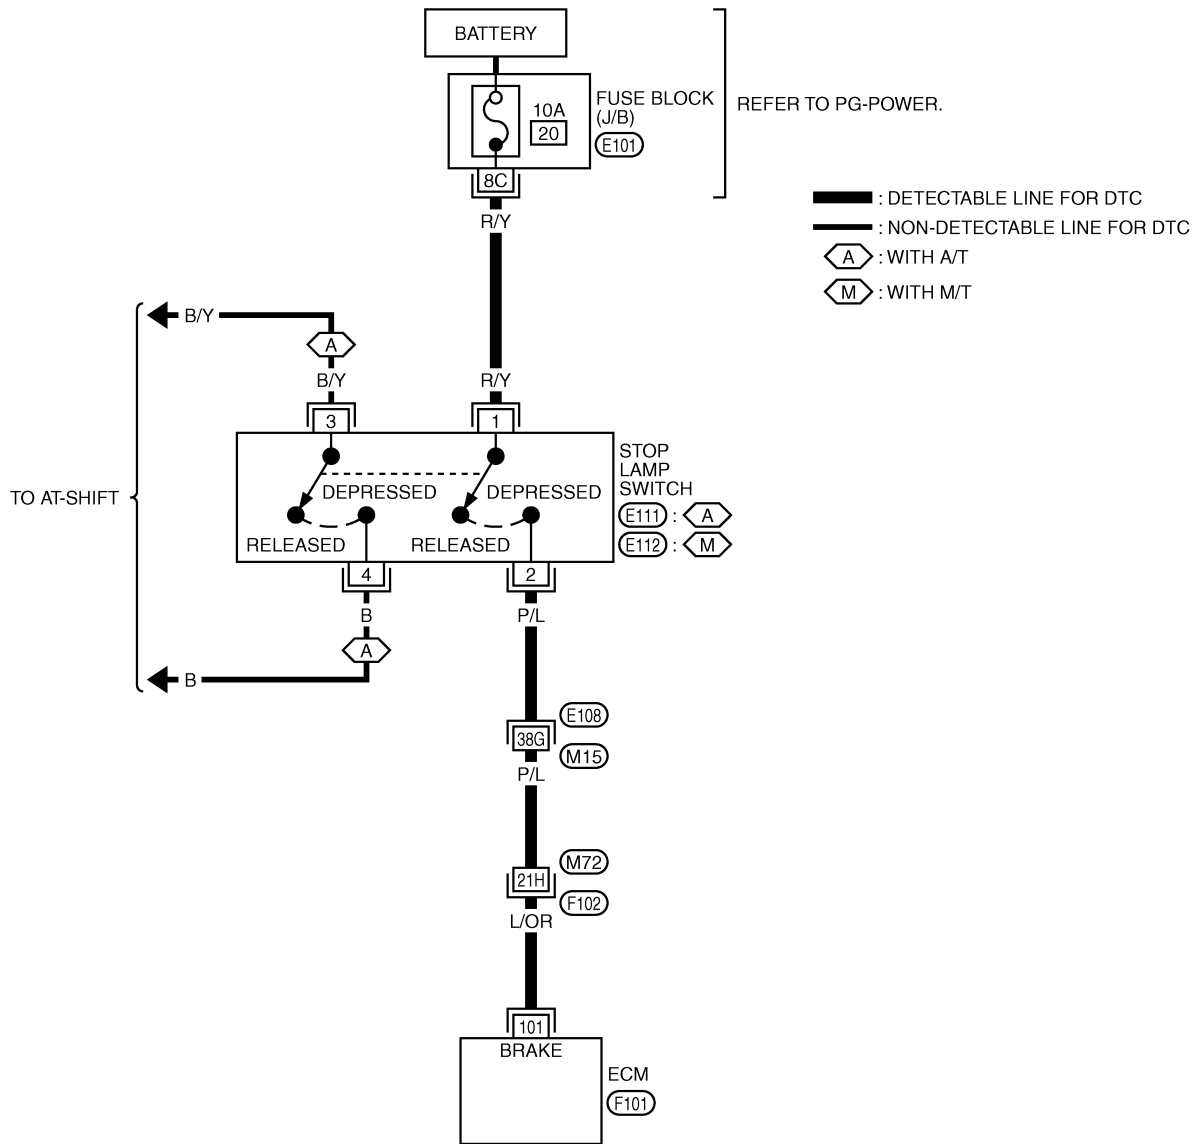 BATTERY
10A
20
FUSE BLOCK
(J/B)
E101
REFER TO PG-POWER.
8C
R/Y
: DETECTABLE LINE FOR DTC
: NON-DETECTABLE LINE FOR DTC
A : WITH A/T
M : WITH M/T
B/Y
A
B/Y
R/Y
3
1
STOP
LAMP
SWITCH
E111 : A
E112 : M
DEPRESSED
DEPRESSED
TO AT-SHIFT
RELEASED
RELEASED
4
2
B
P/L
A
B
E108
38G
M15
P/L
M72
21H
F102
L/OR
101
BRAKE
ECM
F101